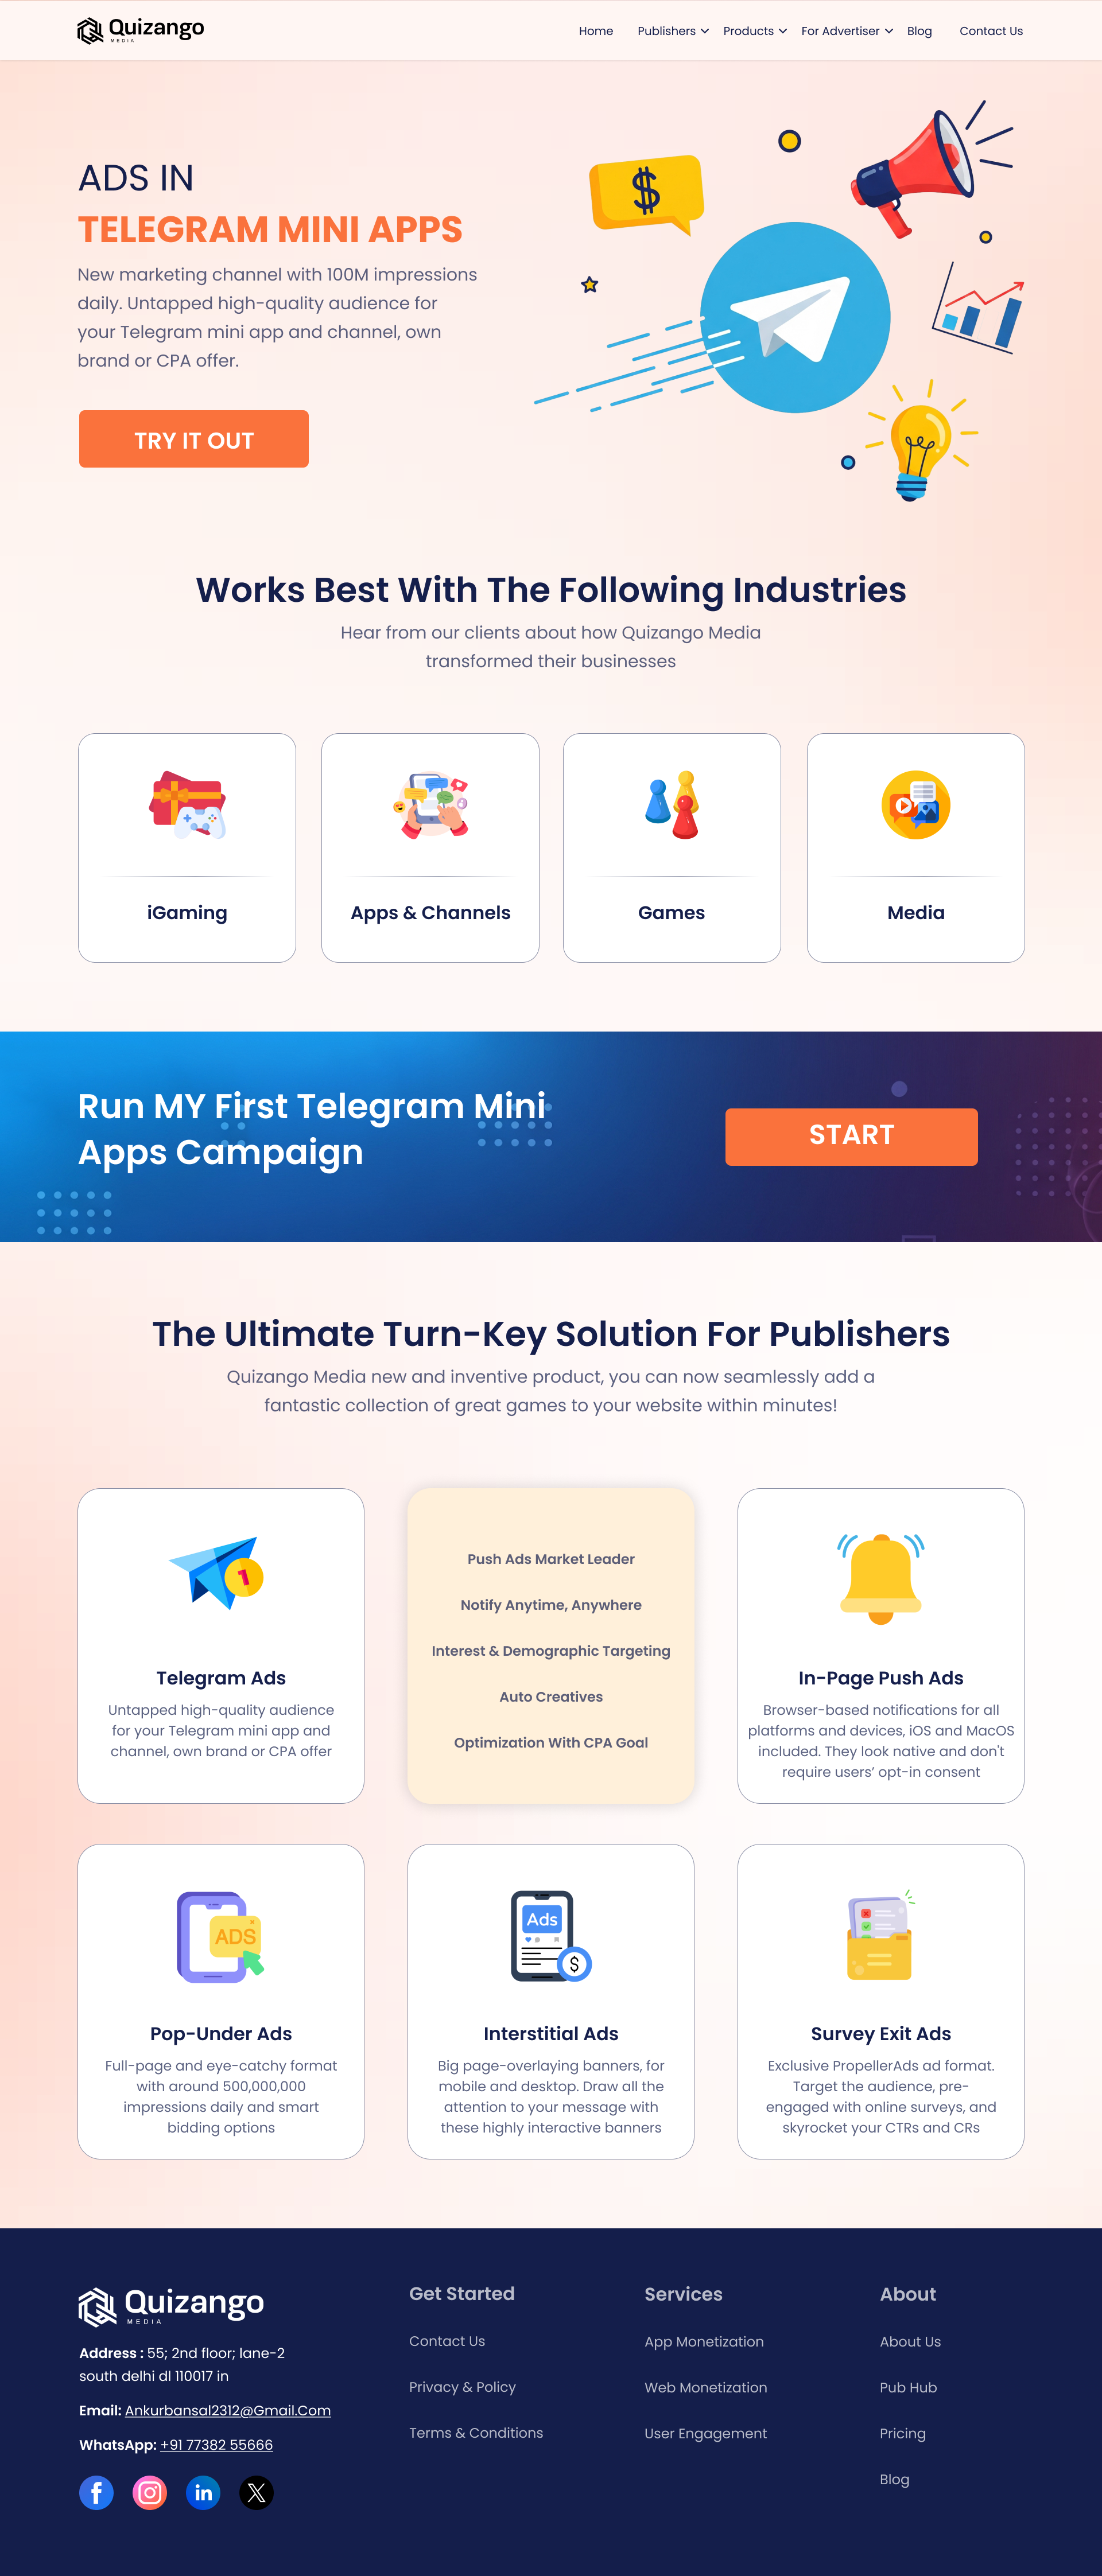 Quizango
MEDIA
Home Publishers Products For Advertiser Blog Contact Us
ADS IN
TELEGRAM MINI APPS
New marketing channel with 100M impressions
daily. Untapped high-quality audience for
your Telegram mini app and channel, own
brand or CPA offer.
TRY IT OUT
$
Works Best With The Following Industries
Hear from our clients about how Quizango Media
transformed their businesses
iGaming
Apps & Channels
Games
Media
Run MY First Telegram Mini
Apps Campaign
START
The Ultimate Turn-Key Solution For Publishers
Quizango Media new and inventive product, you can now seamlessly add a
fantastic collection of great games to your website within minutes!
1
Telegram Ads
Untapped high-quality audience
for your Telegram mini app and
channel, own brand or CPA offer
Push Ads Market Leader
Notify Anytime, Anywhere
Interest & Demographic Targeting
Auto Creatives
Optimization With CPA Goal
In-Page Push Ads
Browser-based notifications for all
platforms and devices, iOS and MacOS
included. They look native and don't
require users’ opt-in consent
ADS
Pop-Under Ads
Full-page and eye-catchy format
with around 500,000,000
impressions daily and smart
bidding options
Ads
$
Interstitial Ads
Big page-overlaying banners, for
mobile and desktop. Draw all the
attention to your message with
these highly interactive banners
Survey Exit Ads
Exclusive PropellerAds ad format.
Target the audience, pre-
engaged with online surveys, and
skyrocket your CTRs and CRs
Quizango
MEDIA
Address : 55; 2nd floor; lane-2
south delhi dl 110017 in
Email: Ankurbansal2312@Gmail.Com
WhatsApp: +91 77382 55666
f
in
X
Get Started
Contact Us
Privacy & Policy
Terms & Conditions
Services
App Monetization
Web Monetization
User Engagement
About
About Us
Pub Hub
Pricing
Blog